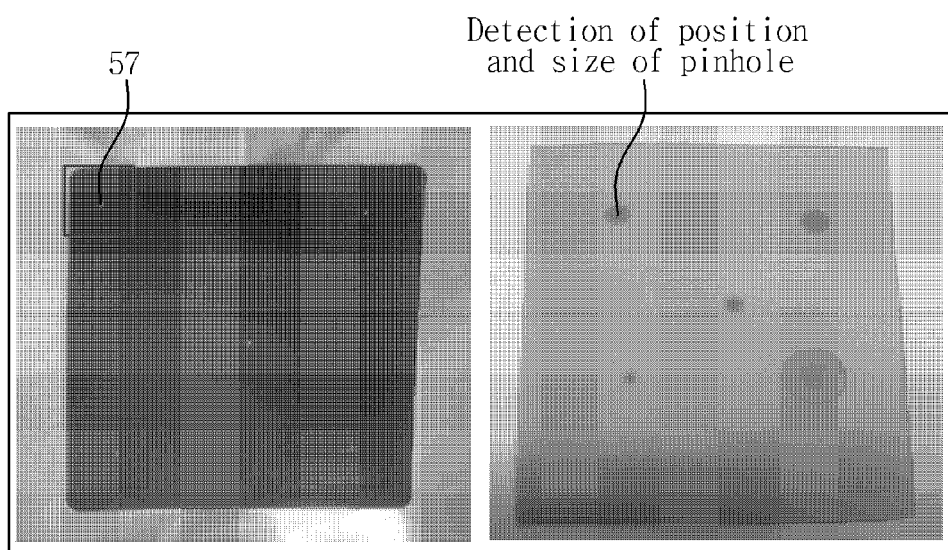 57
Detection of position
and size of pinhole